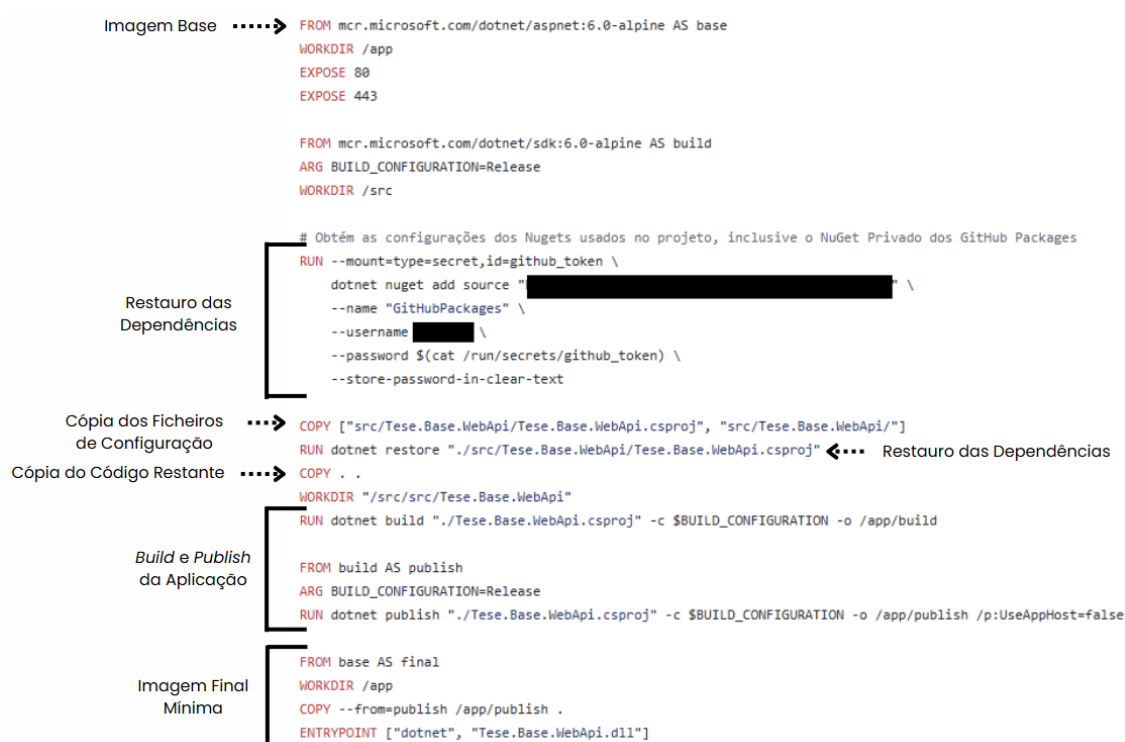 Imagem Base
FROM mcr.microsoft.com/dotnet/aspnet:6.0-alpine AS base
WORKDIR /app
EXPOSE 80
EXPOSE 443
FROM mcr.microsoft.com/dotnet/sdk:6.0-alpine AS build
ARG BUILD_CONFIGURATION=Release
WORKDIR /src
Restauro das
Dependências
# Obtém as configurações dos Nugets usados no projeto, inclusive o NuGet Privado dos GitHub Packages
RUN --mount=type=secret,id=github_token \
dotnet nuget add source " " \
--name "GitHubPackages" \
--username \
--password $(cat /run/secrets/github_token) \
--store-password-in-clear-text
Cópia dos Ficheiros
de Configuração
COPY ["src/Tese.Base.WebApi/Tese.Base.WebApi.csproj", "src/Tese.Base.WebApi/"]
RUN dotnet restore "./src/Tese.Base.WebApi/Tese.Base.WebApi.csproj"
Restauro das Dependências
Cópia do Código Restante
COPY . .
WORKDIR "/src/src/Tese.Base.WebApi"
Build e Publish
da Aplicação
RUN dotnet build "./Tese.Base.WebApi.csproj" -c $BUILD_CONFIGURATION -o /app/build
FROM build AS publish
ARG BUILD_CONFIGURATION=Release
RUN dotnet publish "./Tese.Base.WebApi.csproj" -c $BUILD_CONFIGURATION -o /app/publish /p:UseAppHost=false
Imagem Final
Mínima
FROM base AS final
WORKDIR /app
COPY --from=publish /app/publish .
ENTRYPOINT ["dotnet", "Tese.Base.WebApi.dll"]